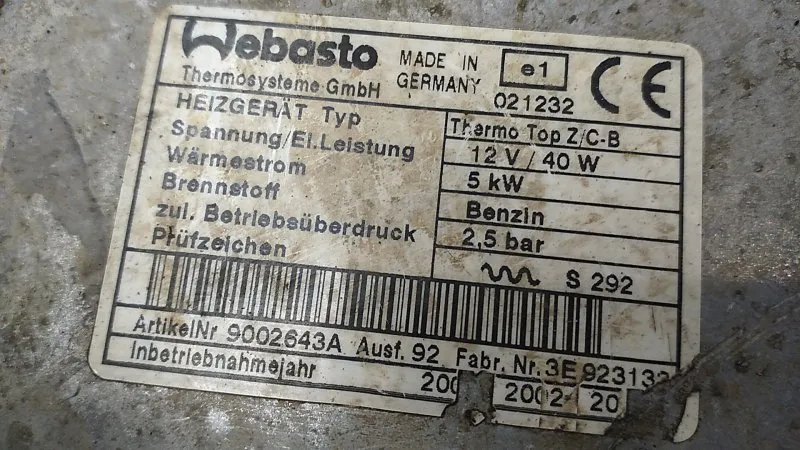 Webasto
Thermosysteme GmbH
MADE IN
GERMANY
e1
021232
CE
HEIZGERÄT Typ
Thermo Top Z/C-B
Spannung/El.Leistung
12 V / 40 W
Wärmestrom
5 kW
Brennstoff
Benzin
zul. Betriebsüberdruck
2,5 bar
Prüfzeichen
S 292
ArtikelNr 9002643A Ausf. 92 Fabr. Nr.
Inbetriebnahmejahr
2002